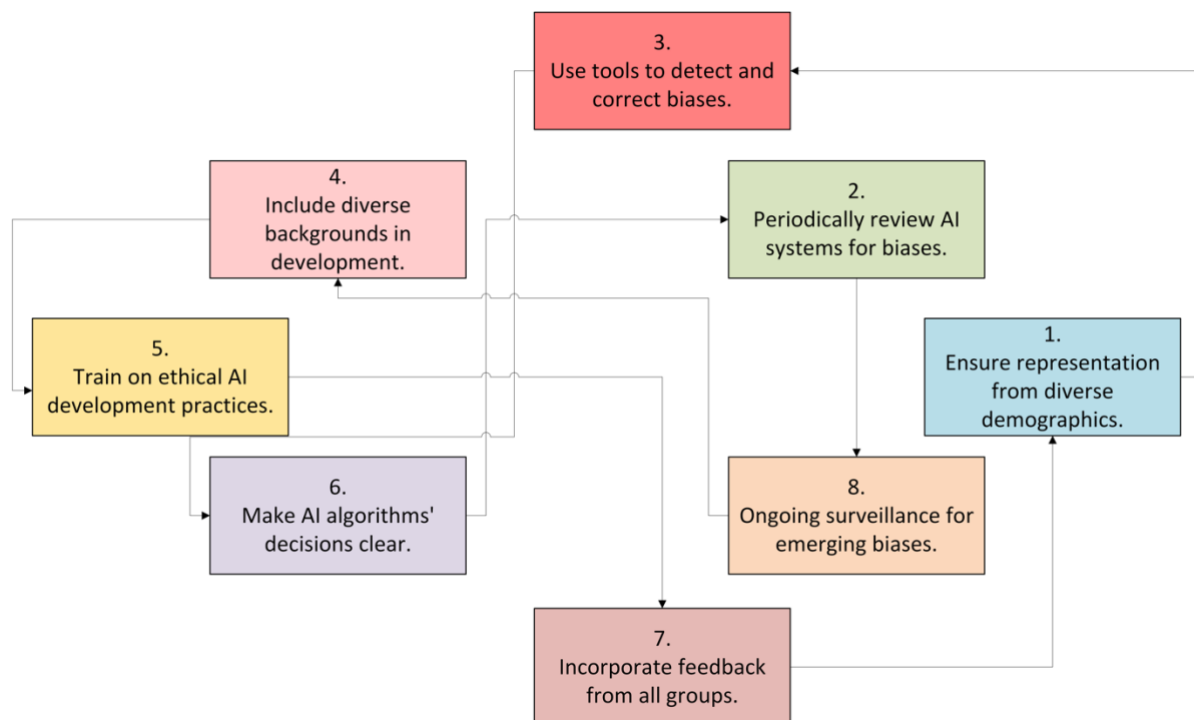 3.
Use tools to detect and
correct biases.
4.
Include diverse
backgrounds in
development.
2.
Periodically review AI
systems for biases.
5.
Train on ethical AI
development practices.
1.
Ensure representation
from diverse
demographics.
6.
Make AI algorithms'
decisions clear.
8.
Ongoing surveillance for
emerging biases.
7.
Incorporate feedback
from all groups.